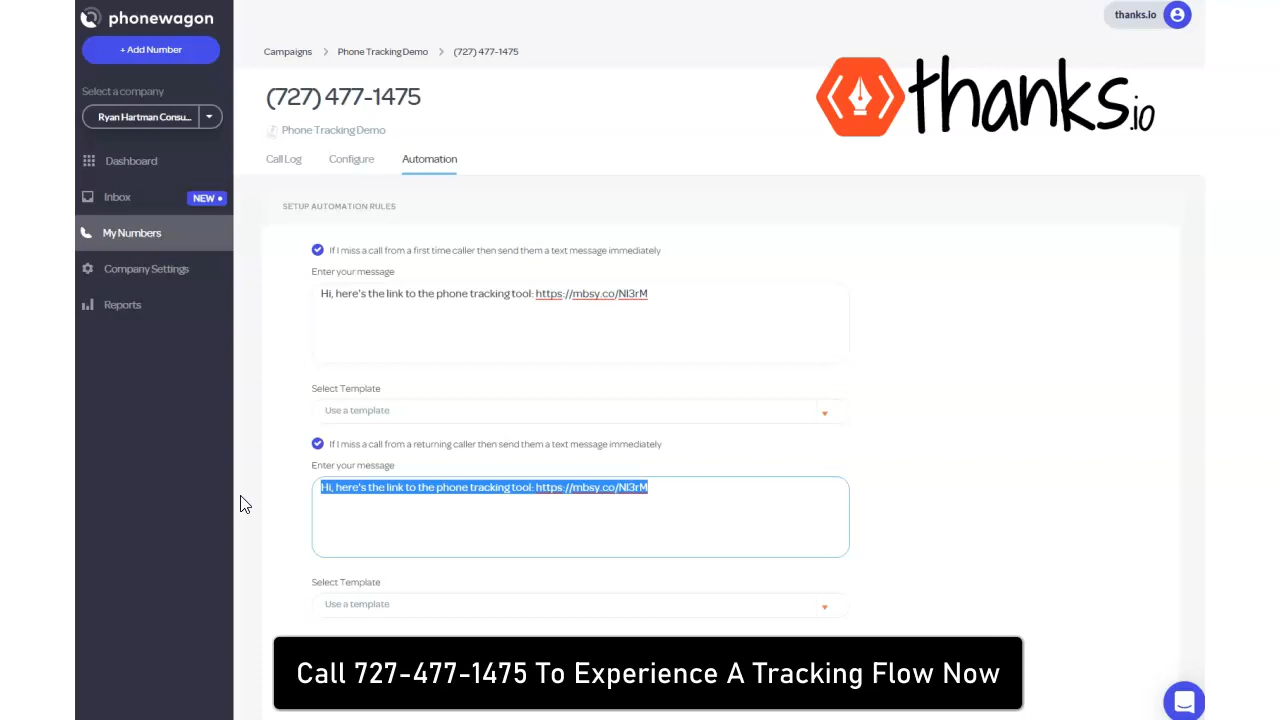 phonewagon
+ Add Number
Select a company
Ryan Hartman Consu...
Dashboard
Inbox
NEW
My Numbers
Company Settings
Reports
thanks.io
Campaigns > Phone Tracking Demo > (727) 477-1475
(727) 477-1475
Phone Tracking Demo
Call Log Configure Automation
thanks.io
SETUP AUTOMATION RULES
If I miss a call from a first time caller then send them a text message immediately
Enter your message
Hi, here's the link to the phone tracking tool: https://mbsy.co/Nl3rM
Select Template
Use a template
If I miss a call from a returning caller then send them a text message immediately
Enter your message
Hi, here's the link to the phone tracking tool: https://mbsy.co/Nl3rM
Select Template
Use a template
Call 727-477-1475 To Experience A Tracking Flow Now